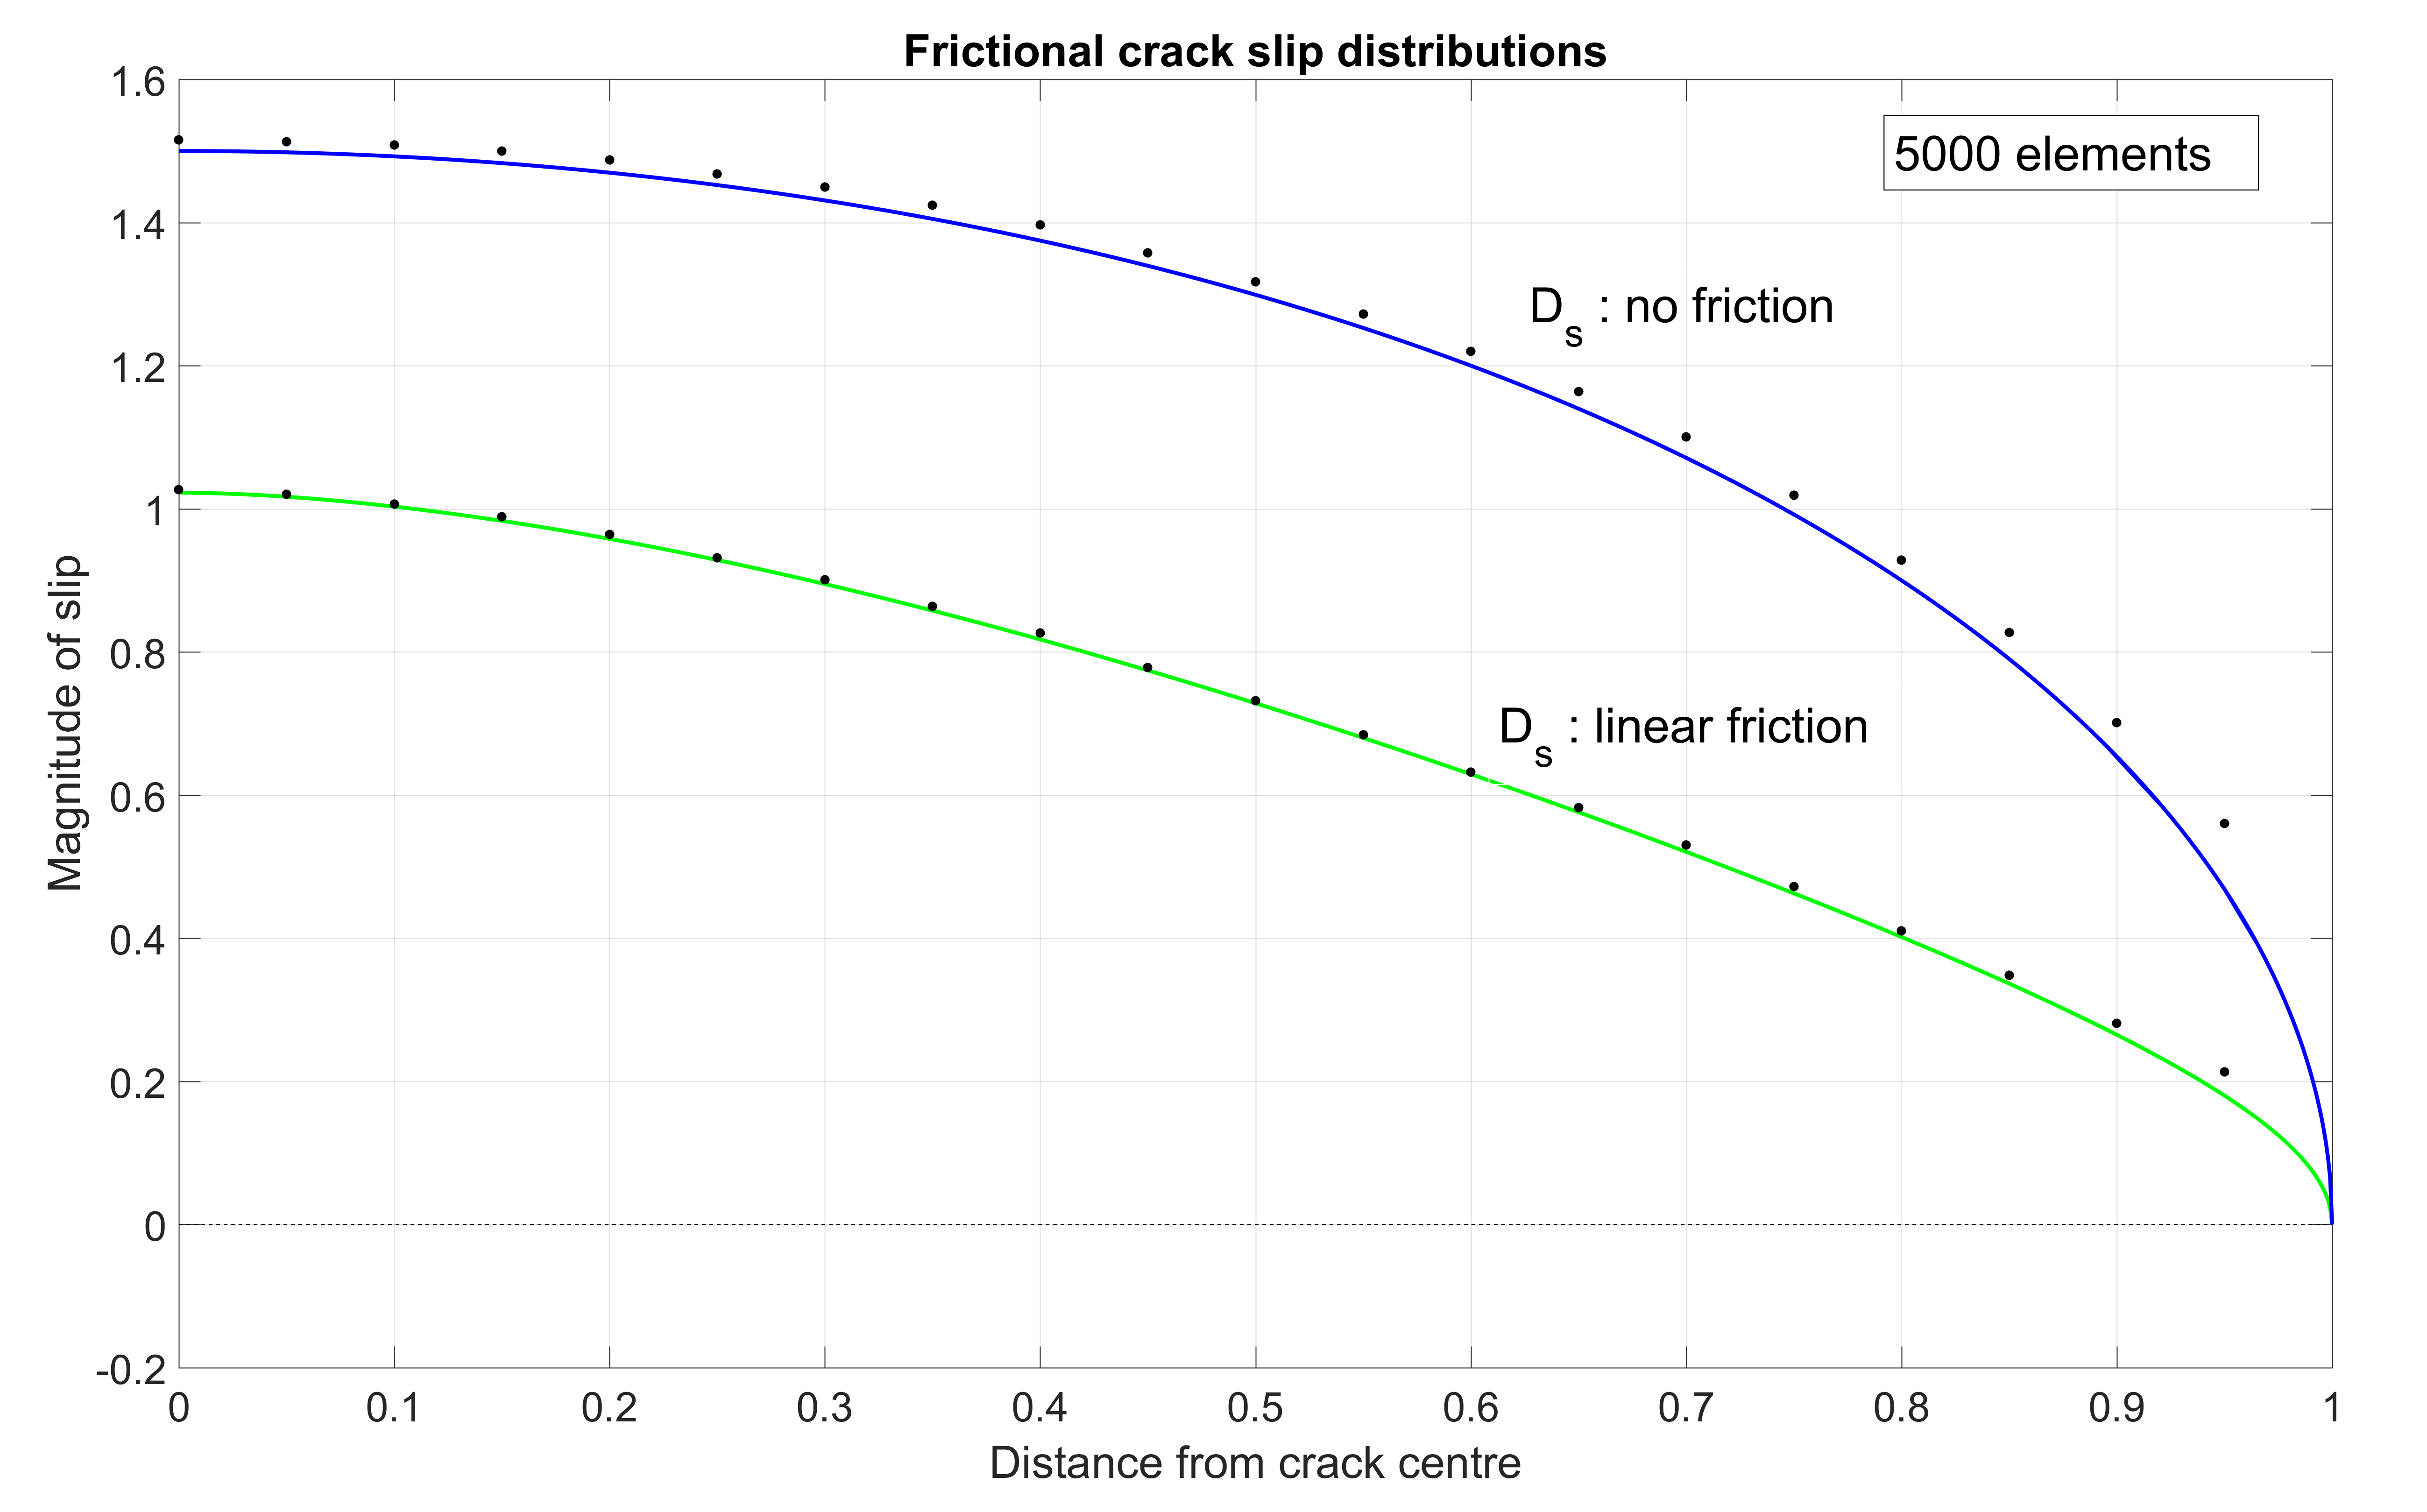 Frictional crack slip distributions
1.6
1.4
1.2
1
0.8
0.6
0.4
0.2
0
-0.2
Magnitude of slip
5000 elements
Ds : no friction
Ds : linear friction
0 0.1 0.2 0.3 0.4 0.5 0.6 0.7 0.8 0.9 1
Distance from crack centre